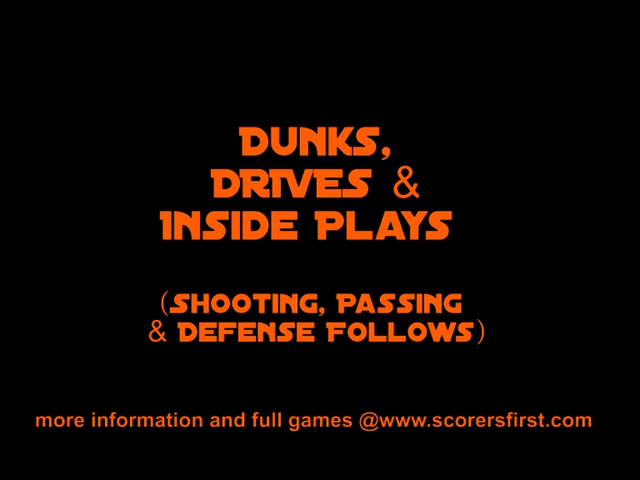 Dunks,
Drives &
Inside Plays
(Shooting, Passing
& Defense Follows)
more information and full games @www.scorersfirst.com